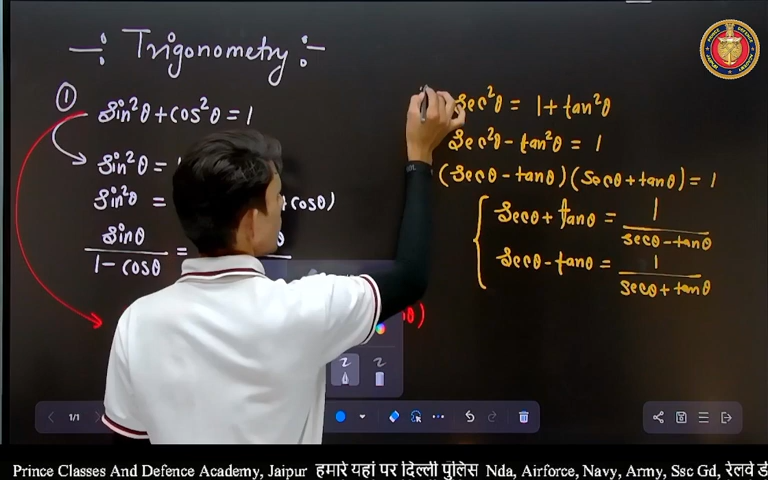 Trigonometry
①
sin²θ + cos²θ = 1
sin²θ =
sin²θ = cosθ)
sinθ / 1 - cosθ =
θ)
sec²θ = 1 + tan²θ
sec²θ - tan²θ = 1
(secθ - tanθ) (secθ + tanθ) = 1
secθ + tanθ = 1 / secθ - tanθ
secθ - tanθ = 1 / secθ + tanθ
1/1
Prince Classes And Defence Academy, Jaipur हमारे यहां पर दिल्ली पुलिस Nda, Airforce, Navy, Army, Ssc Gd, रेलवे